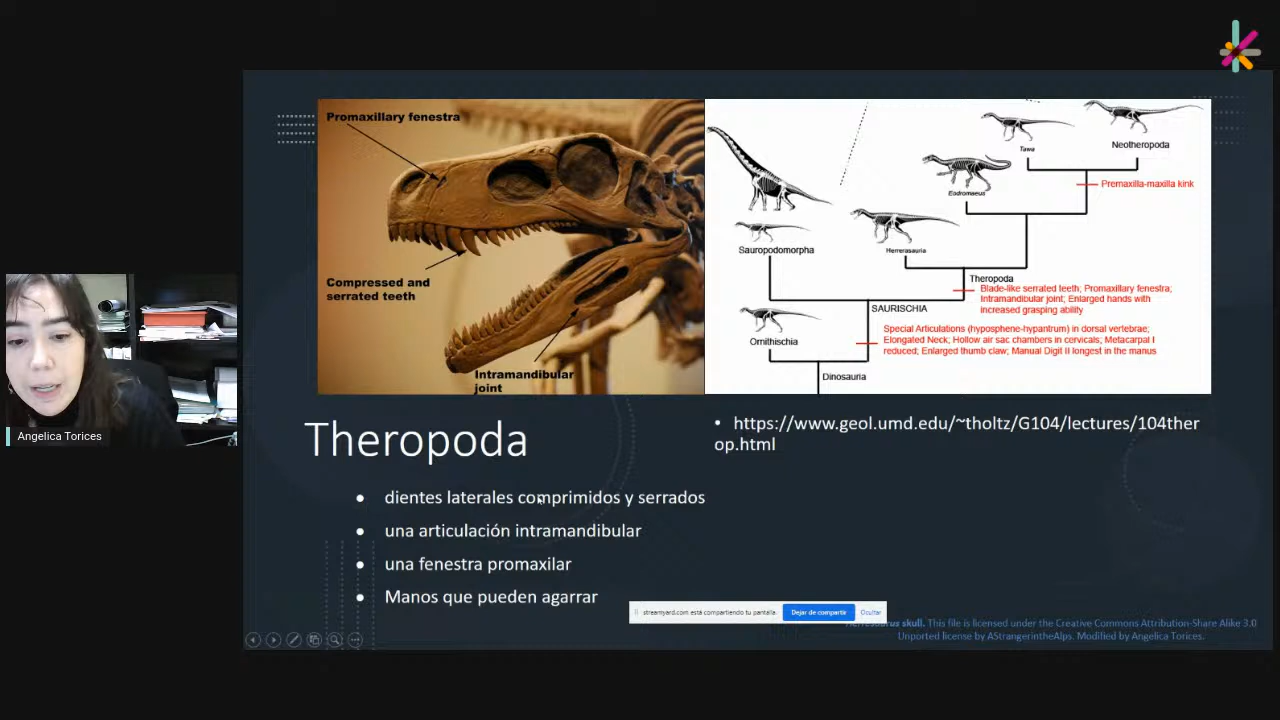 Promaxillary fenestra
Compressed and
serrated teeth
Intramandibular
joint
Tawa
Neotheropoda
Eodromaeus
Premaxilla-maxilla kink
Sauropodomorpha
Herrerasauria
Theropoda
Blade-like serrated teeth; Promaxillary fenestra;
Intramandibular joint; Enlarged hands with
increased grasping ability
SAURISCHIA
Special Articulations (hyposphene-hypantrum) in dorsal vertebrae;
Elongated Neck; Hollow air sac chambers in cervicals; Metacarpal I
reduced; Enlarged thumb claw; Manual Digit II longest in the manus
Ornithischia
Dinosauria
Angelica Torices
Theropoda
• https://www.geol.umd.edu/~tholtz/G104/lectures/104ther
op.html
● dientes laterales comprimidos y serrados
● una articulación intramandibular
● una fenestra promaxilar
● Manos que pueden agarrar
streamyard.com está compartiendo tu pantalla.
Dejar de compartir
Ocultar
skull. This file is licensed under the Creative Commons Attribution-Share Alike 3.0
Unported license by AStrangerintheAlps. Modified by Angelica Torices.